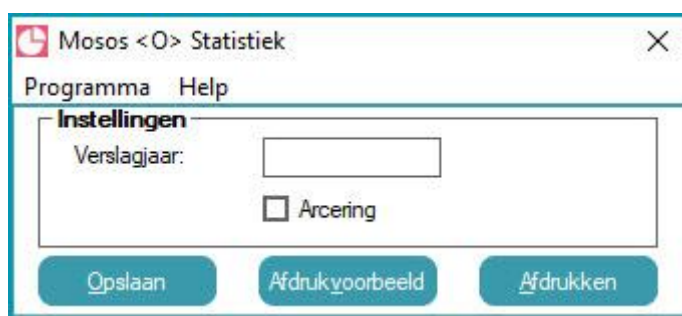 Mosos <O> Statistiek
Programma Help
Instellingen
Verslagjaar:
Arcering
Opslaan Afdrukvoorbeeld Afdrukken